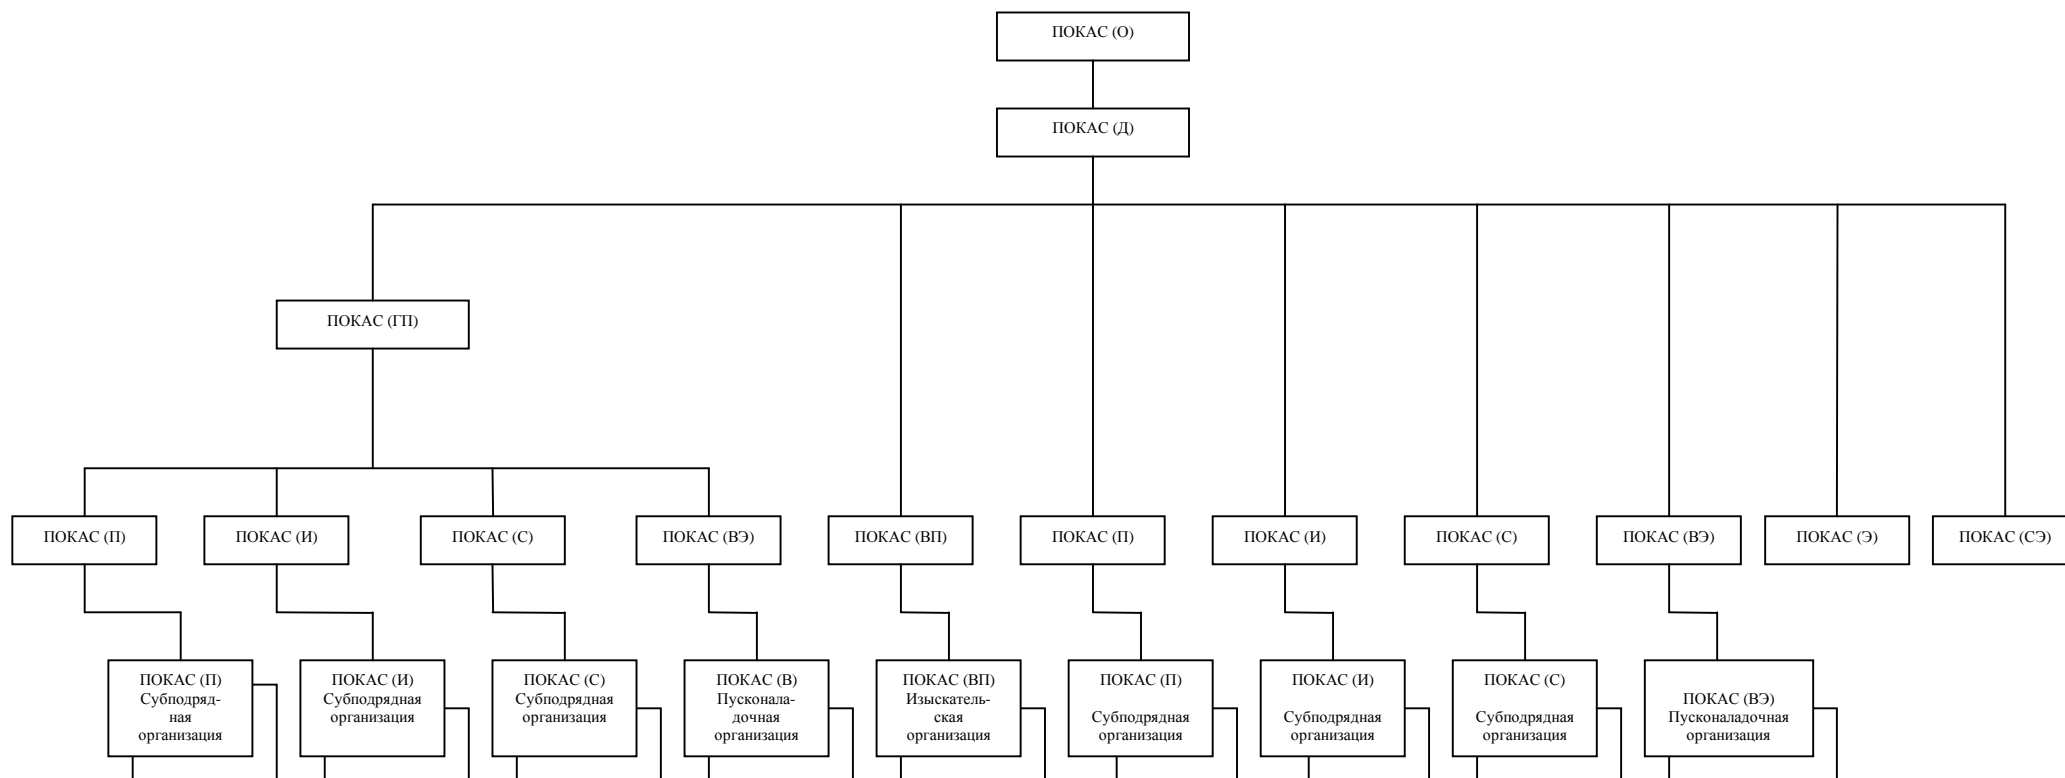 ПОКАС (О)
ПОКАС (Д)
ПОКАС (ГП)
ПОКАС (П)
ПОКАС (И)
ПОКАС (С)
ПОКАС (ВЭ)
ПОКАС (ВП)
ПОКАС (П)
ПОКАС (И)
ПОКАС (С)
ПОКАС (ВЭ)
ПОКАС (Э)
ПОКАС (СЭ)
ПОКАС (П)
Субподряд-
ная
организация
ПОКАС (И)
Субподрядная
организация
ПОКАС (С)
Субподрядная
организация
ПОКАС (В)
Пусконала-
дочная
организация
ПОКАС (ВП)
Изыскатель-
ская
организация
ПОКАС (П)
Субподрядная
организация
ПОКАС (И)
Субподрядная
организация
ПОКАС (С)
Субподрядная
организация
ПОКАС (ВЭ)
Пусконаладочная
организация